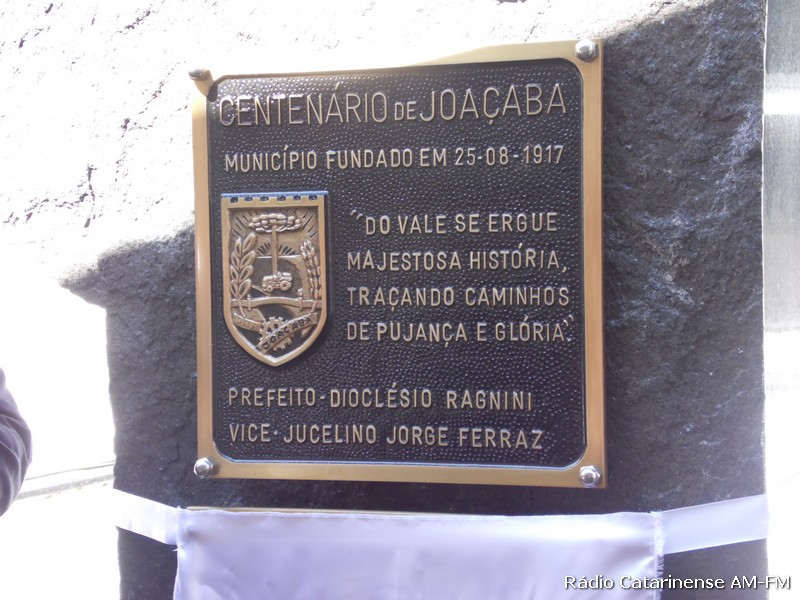 CENTENÁRIO DE JOAÇABA
MUNICÍPIO FUNDADO EM 25-08-1917
"DO VALE SE ERGUE
MAJESTOSA HISTÓRIA,
TRAÇANDO CAMINHOS
DE PUJANÇA E GLÓRIA."
JOAÇABA
PREFEITO-DIOCLÉSIO RAGNINI
VICE-JUCELINO JORGE FERRAZ
Rádio Catarinense AM-FM